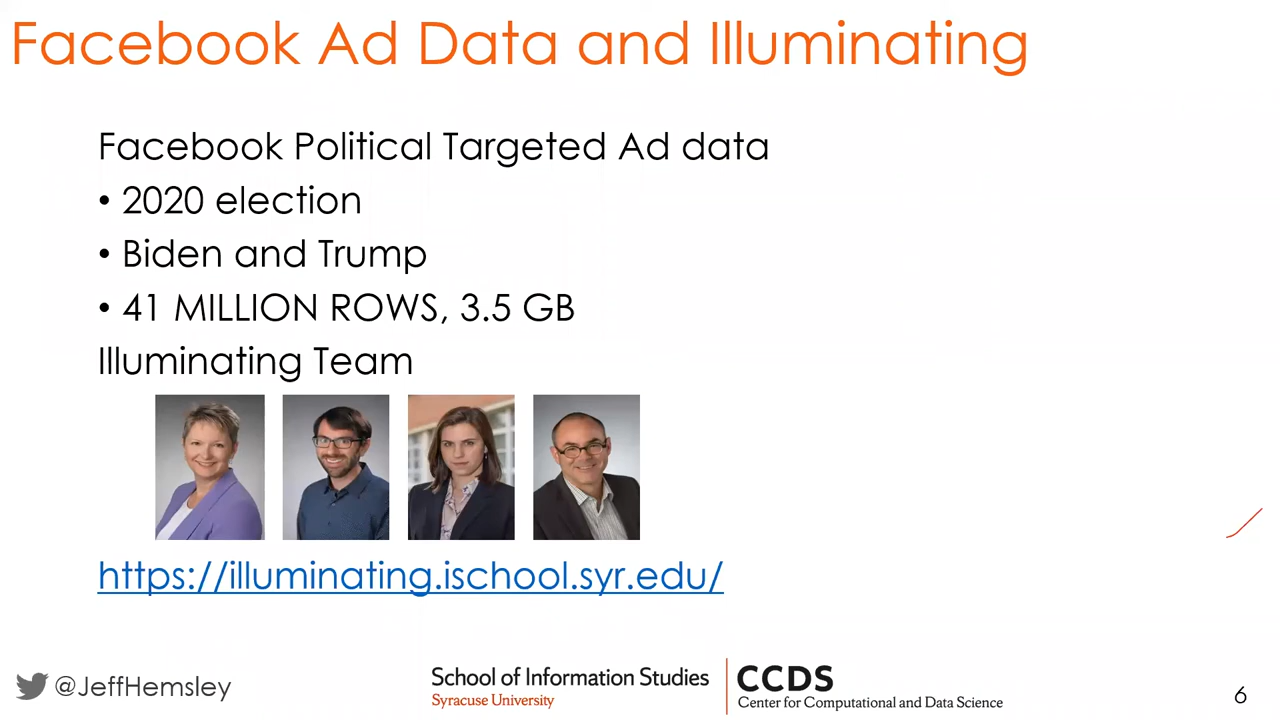 Facebook Ad Data and Illuminating
Facebook Political Targeted Ad data
• 2020 election
• Biden and Trump
• 41 MILLION ROWS, 3.5 GB
Illuminating Team
https://illuminating.ischool.syr.edu/
@JeffHemsley
School of Information Studies
Syracuse University
CCDS
Center for Computational and Data Science
6